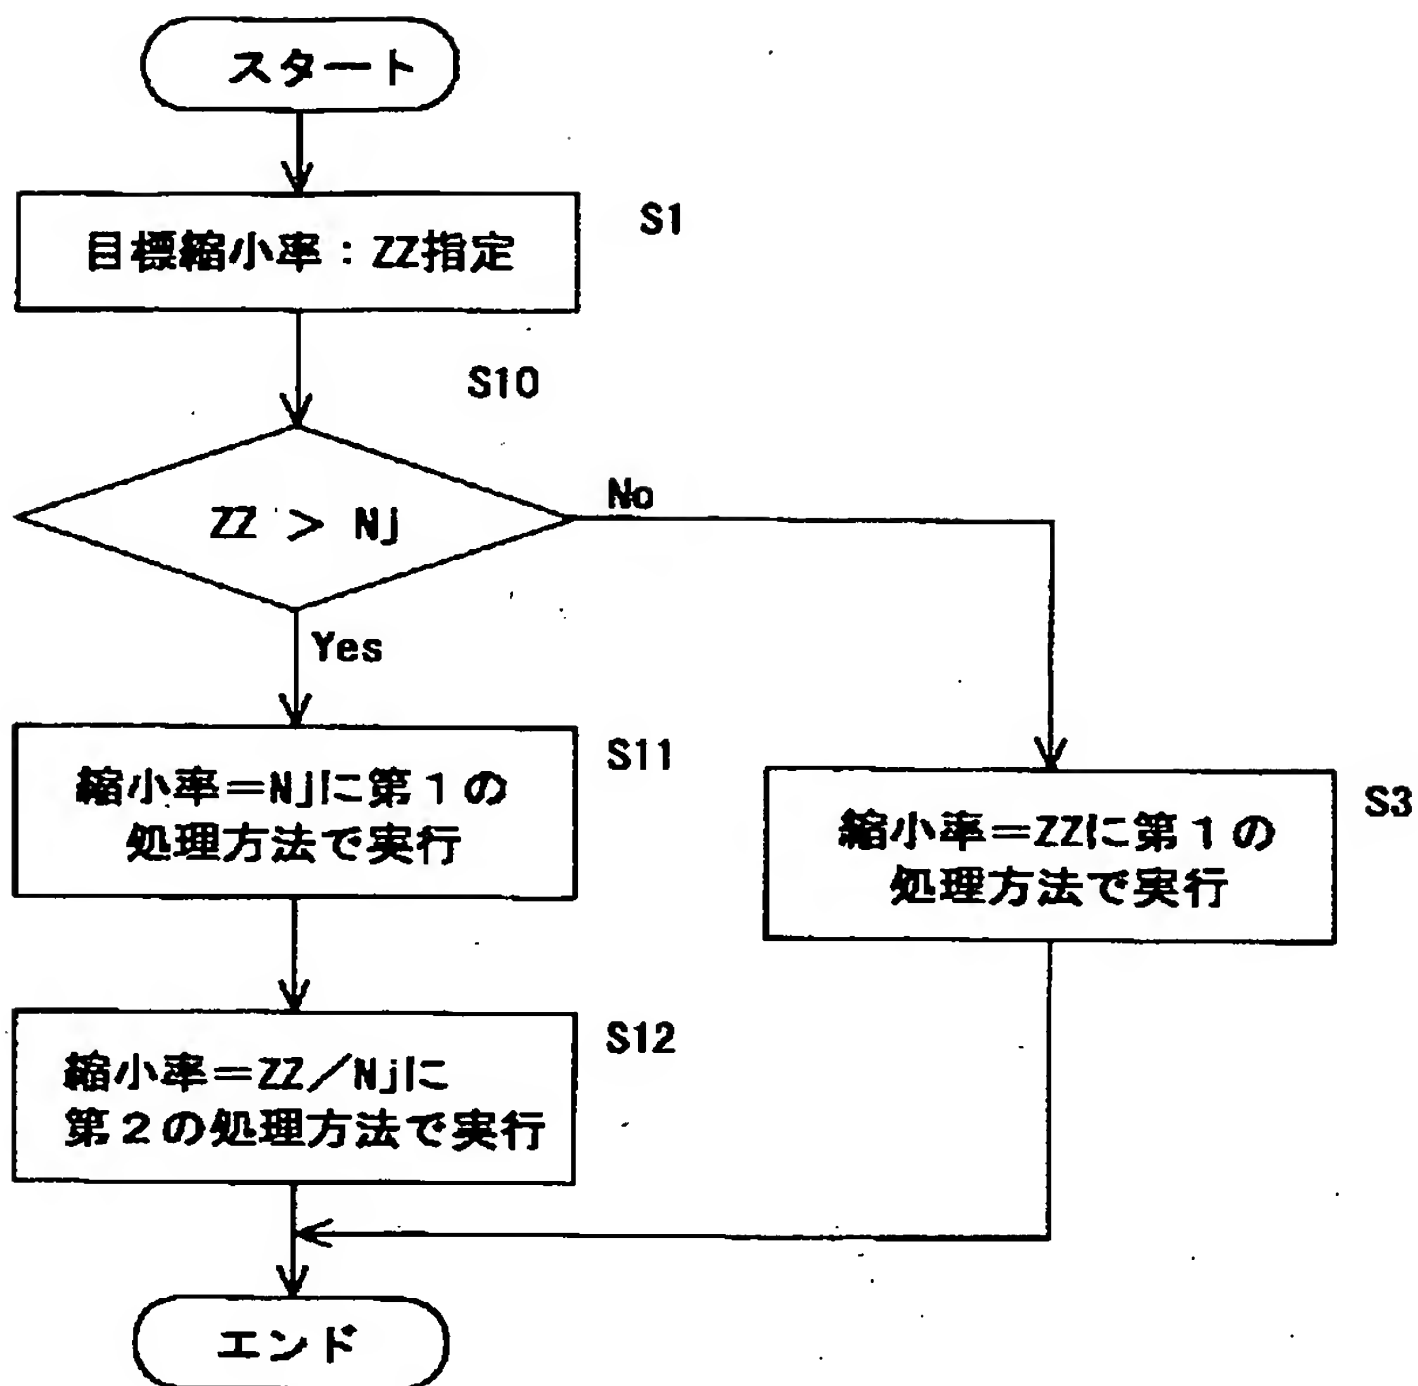 スタート
目標縮小率：ZZ指定
S1
S10
ZZ ＞ Nj
No
Yes
縮小率＝Njに第１の
処理方法で実行
S11
縮小率＝ZZに第１の
処理方法で実行
S3
縮小率＝ZZ／Njに
第２の処理方法で実行
S12
エンド